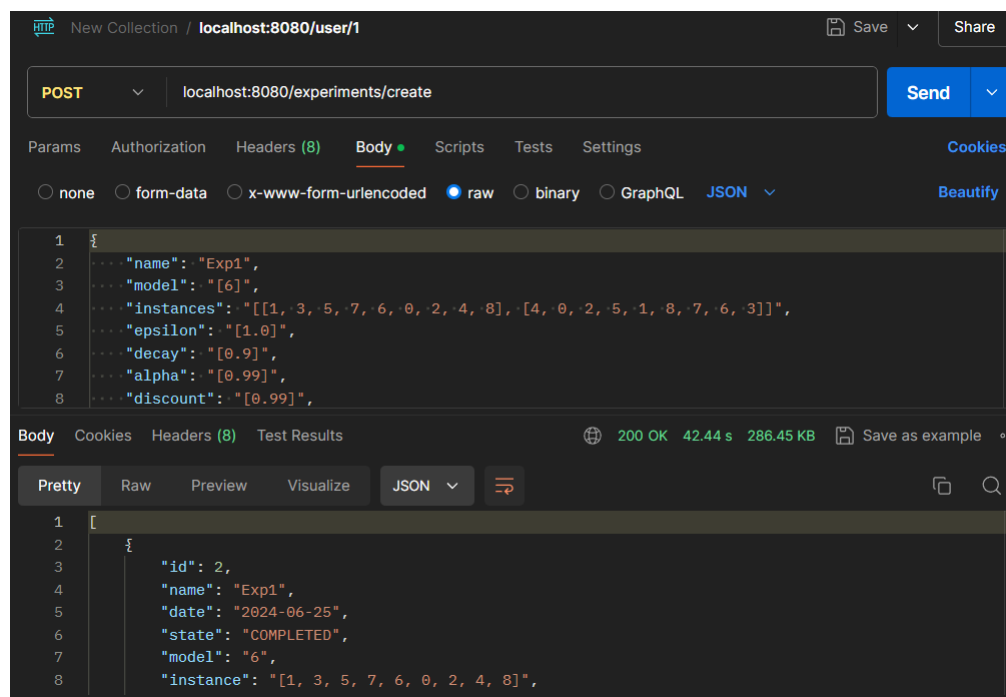 HTTP New Collection / localhost:8080/user/1 Save Share
POST localhost:8080/experiments/create Send
Params Authorization Headers (8) Body Scripts Tests Settings Cookies
none form-data x-www-form-urlencoded raw binary GraphQL JSON Beautify
1 {
2 "name": "Exp1",
3 "model": "[6]",
4 "instances": "[[1, 3, 5, 7, 6, 0, 2, 4, 8], [4, 0, 2, 5, 1, 8, 7, 6, 3]]",
5 "epsilon": "[1.0]",
6 "decay": "[0.9]",
7 "alpha": "[0.99]",
8 "discount": "[0.99]",
Body Cookies Headers (8) Test Results 200 OK 42.44 s 286.45 KB Save as example
Pretty Raw Preview Visualize JSON
1 [
2 {
3 "id": 2,
4 "name": "Exp1",
5 "date": "2024-06-25",
6 "state": "COMPLETED",
7 "model": "6",
8 "instance": "[1, 3, 5, 7, 6, 0, 2, 4, 8]",